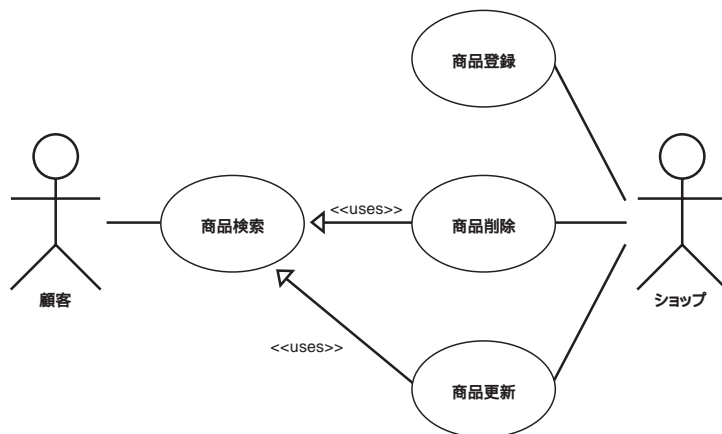 商品登録
<<uses>>
商品検索
商品削除
顧客
ショップ
<<uses>>
商品更新